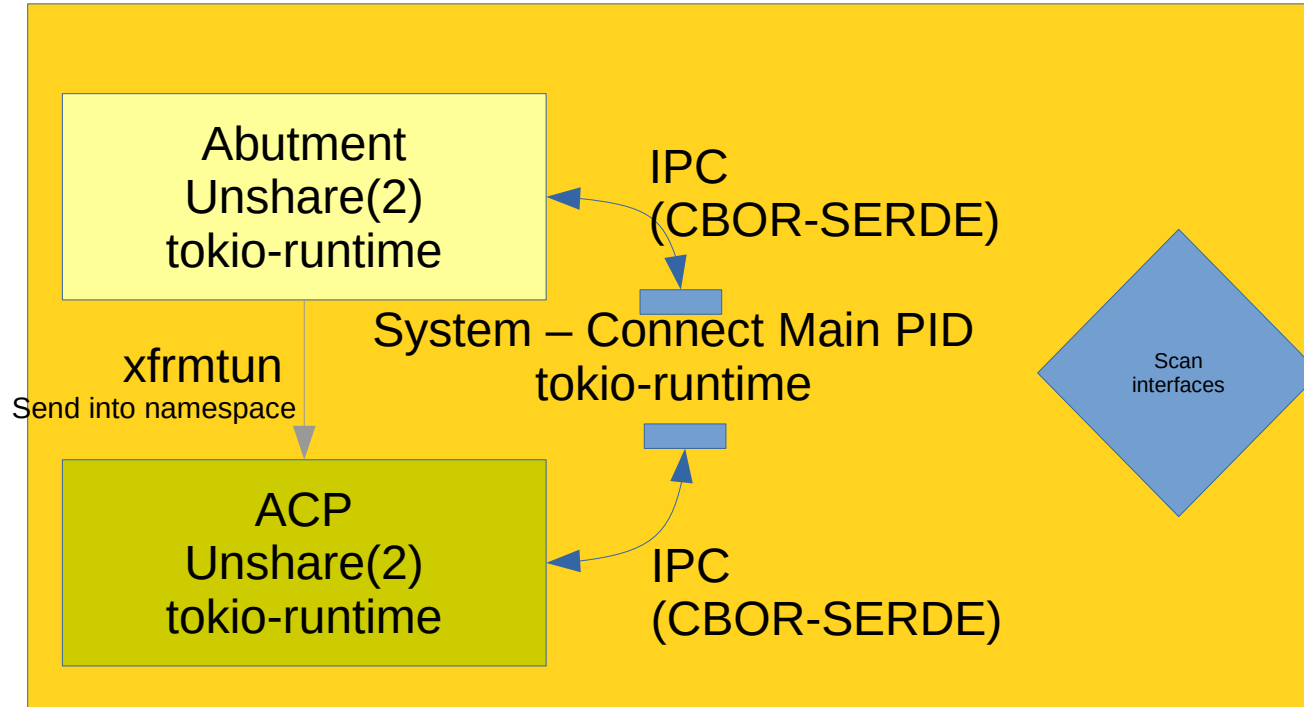 Abutment
Unshare(2)
tokio-runtime
IPC
(CBOR-SERDE)
System – Connect Main PID
tokio-runtime
Scan
interfaces
xfrmtun
Send into namespace
ACP
Unshare(2)
tokio-runtime
IPC
(CBOR-SERDE)